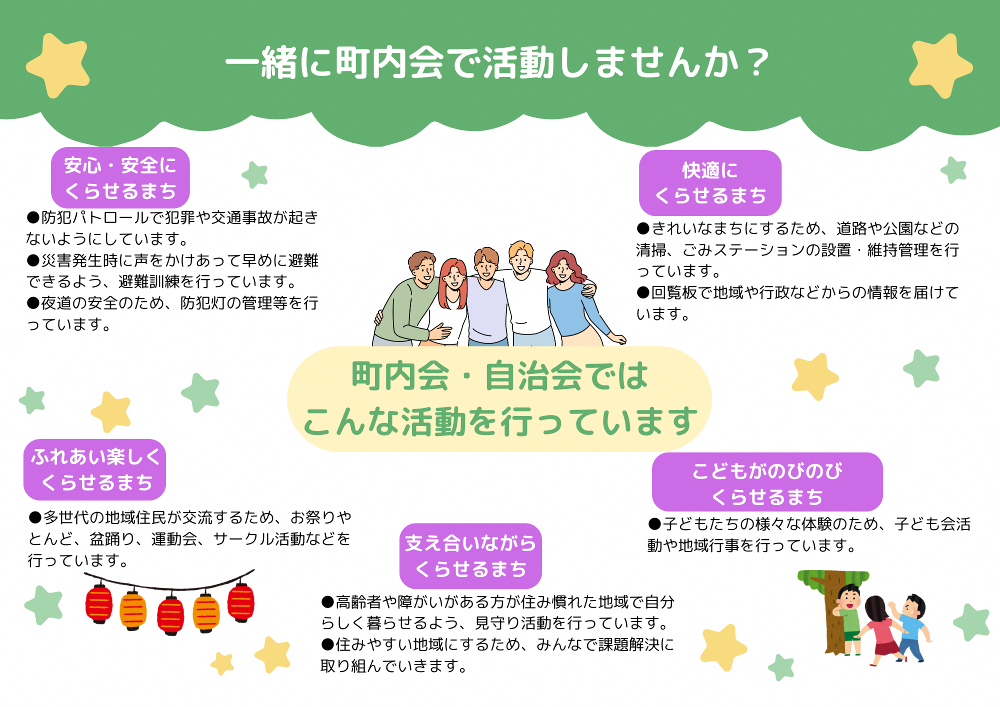 一緒に町内会で活動しませんか？
安心・安全に
くらせるまち
●防犯パトロールで犯罪や交通事故が起き
ないようにしています。
●災害発生時に声をかけあって早めに避難
できるよう、避難訓練を行っています。
●夜道の安全のため、防犯灯の管理等を行
っています。
快適に
くらせるまち
●きれいなまちにするため、道路や公園などの
清掃、ごみステーションの設置・維持管理を行
っています。
●回覧板で地域や行政などからの情報を届けて
います。
町内会・自治会では
こんな活動を行っています
ふれあい楽しく
くらせるまち
●多世代の地域住民が交流するため、お祭りや
とんど、盆踊り、運動会、サークル活動などを
行っています。
支え合いながら
くらせるまち
●高齢者や障がいがある方が住み慣れた地域で自分
らしく暮らせるよう、見守り活動を行っています。
●住みやすい地域にするため、みんなで課題解決に
取り組んでいきます。
こどもがのびのび
くらせるまち
●子どもたちの様々な体験のため、子ども会活
動や地域行事を行っています。